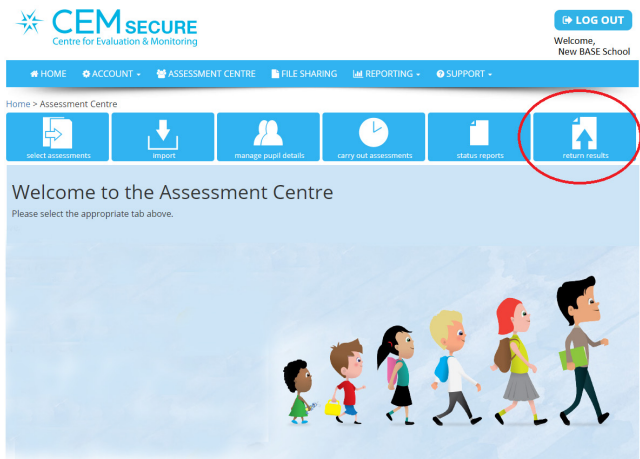 CEM SECURE
Centre for Evaluation & Monitoring
LOG OUT
Welcome,
New BASE School
HOME ACCOUNT ASSESSMENT CENTRE FILE SHARING REPORTING SUPPORT
Home > Assessment Centre
select assessments import manage pupil details carry out assessments status reports return results
Welcome to the Assessment Centre
Please select the appropriate tab above.